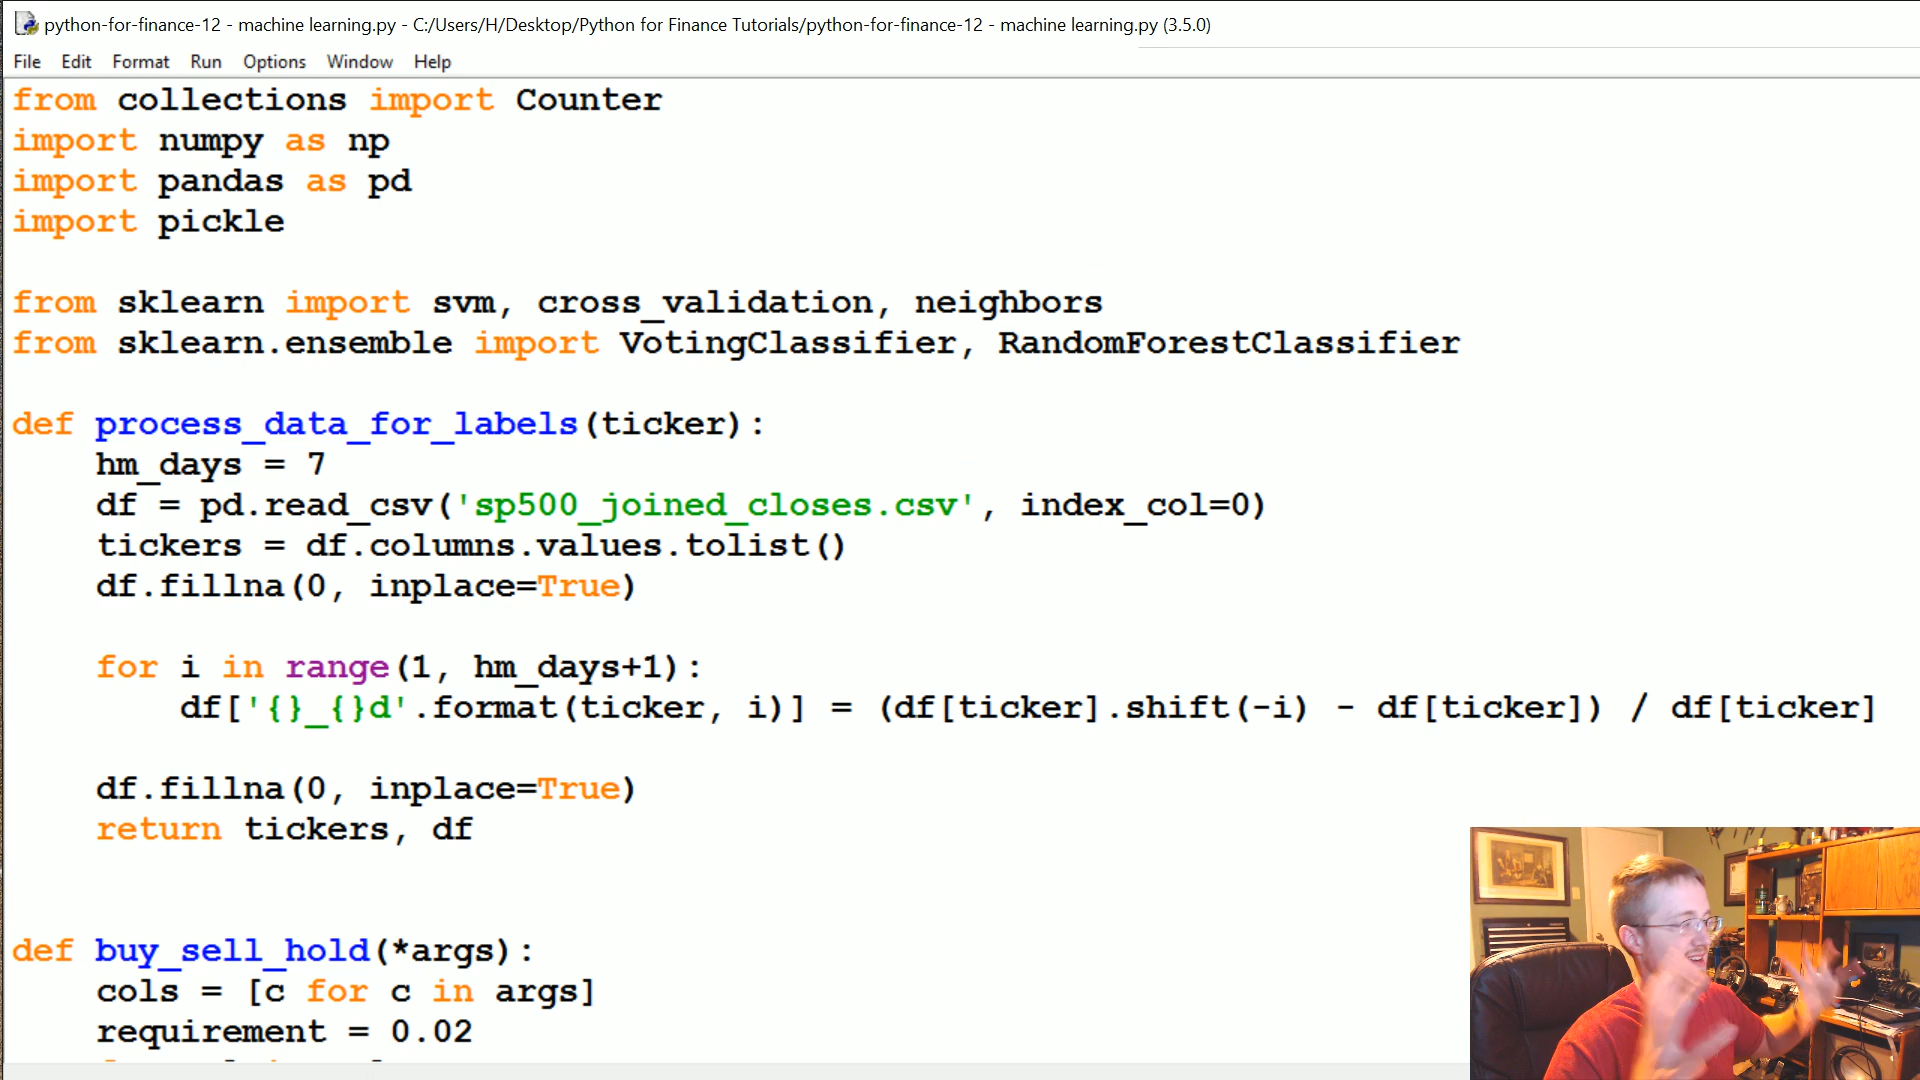 python-for-finance-12 - machine learning.py - C:/Users/H/Desktop/Python for Finance Tutorials/python-for-finance-12 - machine learning.py (3.5.0)
File Edit Format Run Options Window Help
from collections import Counter
import numpy as np
import pandas as pd
import pickle
from sklearn import svm, cross_validation, neighbors
from sklearn.ensemble import VotingClassifier, RandomForestClassifier
def process_data_for_labels(ticker):
    hm_days = 7
    df = pd.read_csv('sp500_joined_closes.csv', index_col=0)
    tickers = df.columns.values.tolist()
    df.fillna(0, inplace=True)
    for i in range(1, hm_days+1):
        df['{}_{}d'.format(ticker, i)] = (df[ticker].shift(-i) - df[ticker]) / df[ticker]
    df.fillna(0, inplace=True)
    return tickers, df
def buy_sell_hold(*args):
    cols = [c for c in args]
    requirement = 0.02